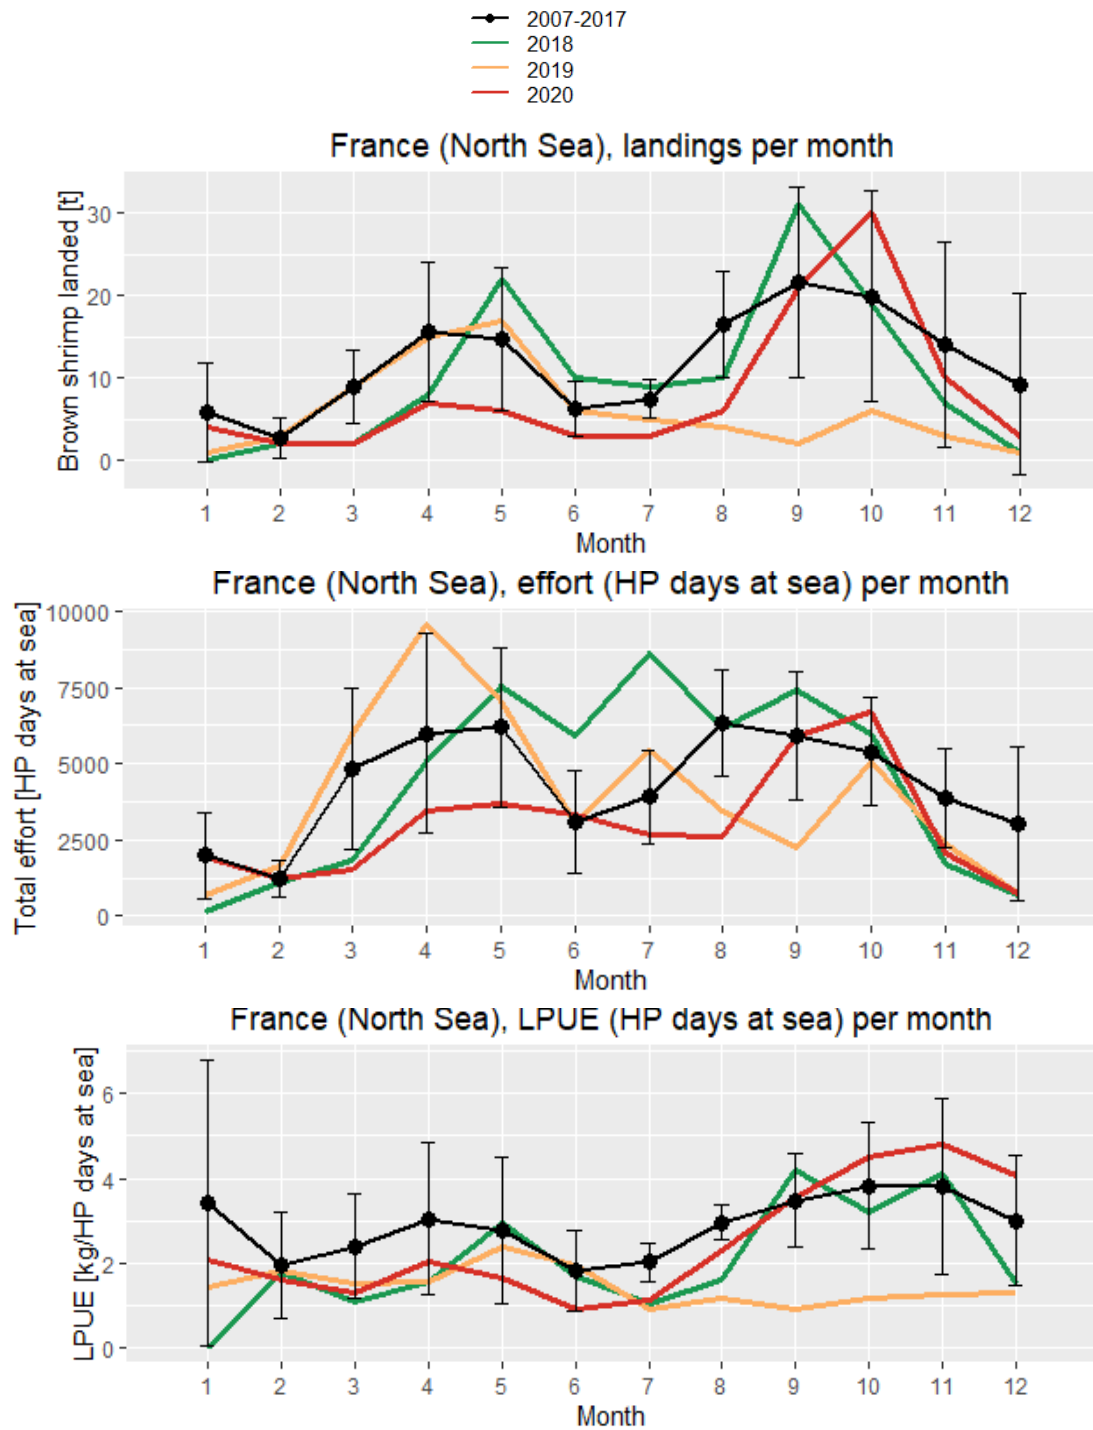 2007-2017
2018
2019
2020
France (North Sea), landings per month
Brown shrimp landed [t]
30
20
10
0
1 2 3 4 5 6 7 8 9 10 11 12
Month
France (North Sea), effort (HP days at sea) per month
Total effort [HP days at sea]
10000
7500
5000
2500
0
1 2 3 4 5 6 7 8 9 10 11 12
Month
France (North Sea), LPUE (HP days at sea) per month
LPUE [kg/HP days at sea]
6
4
2
0
1 2 3 4 5 6 7 8 9 10 11 12
Month